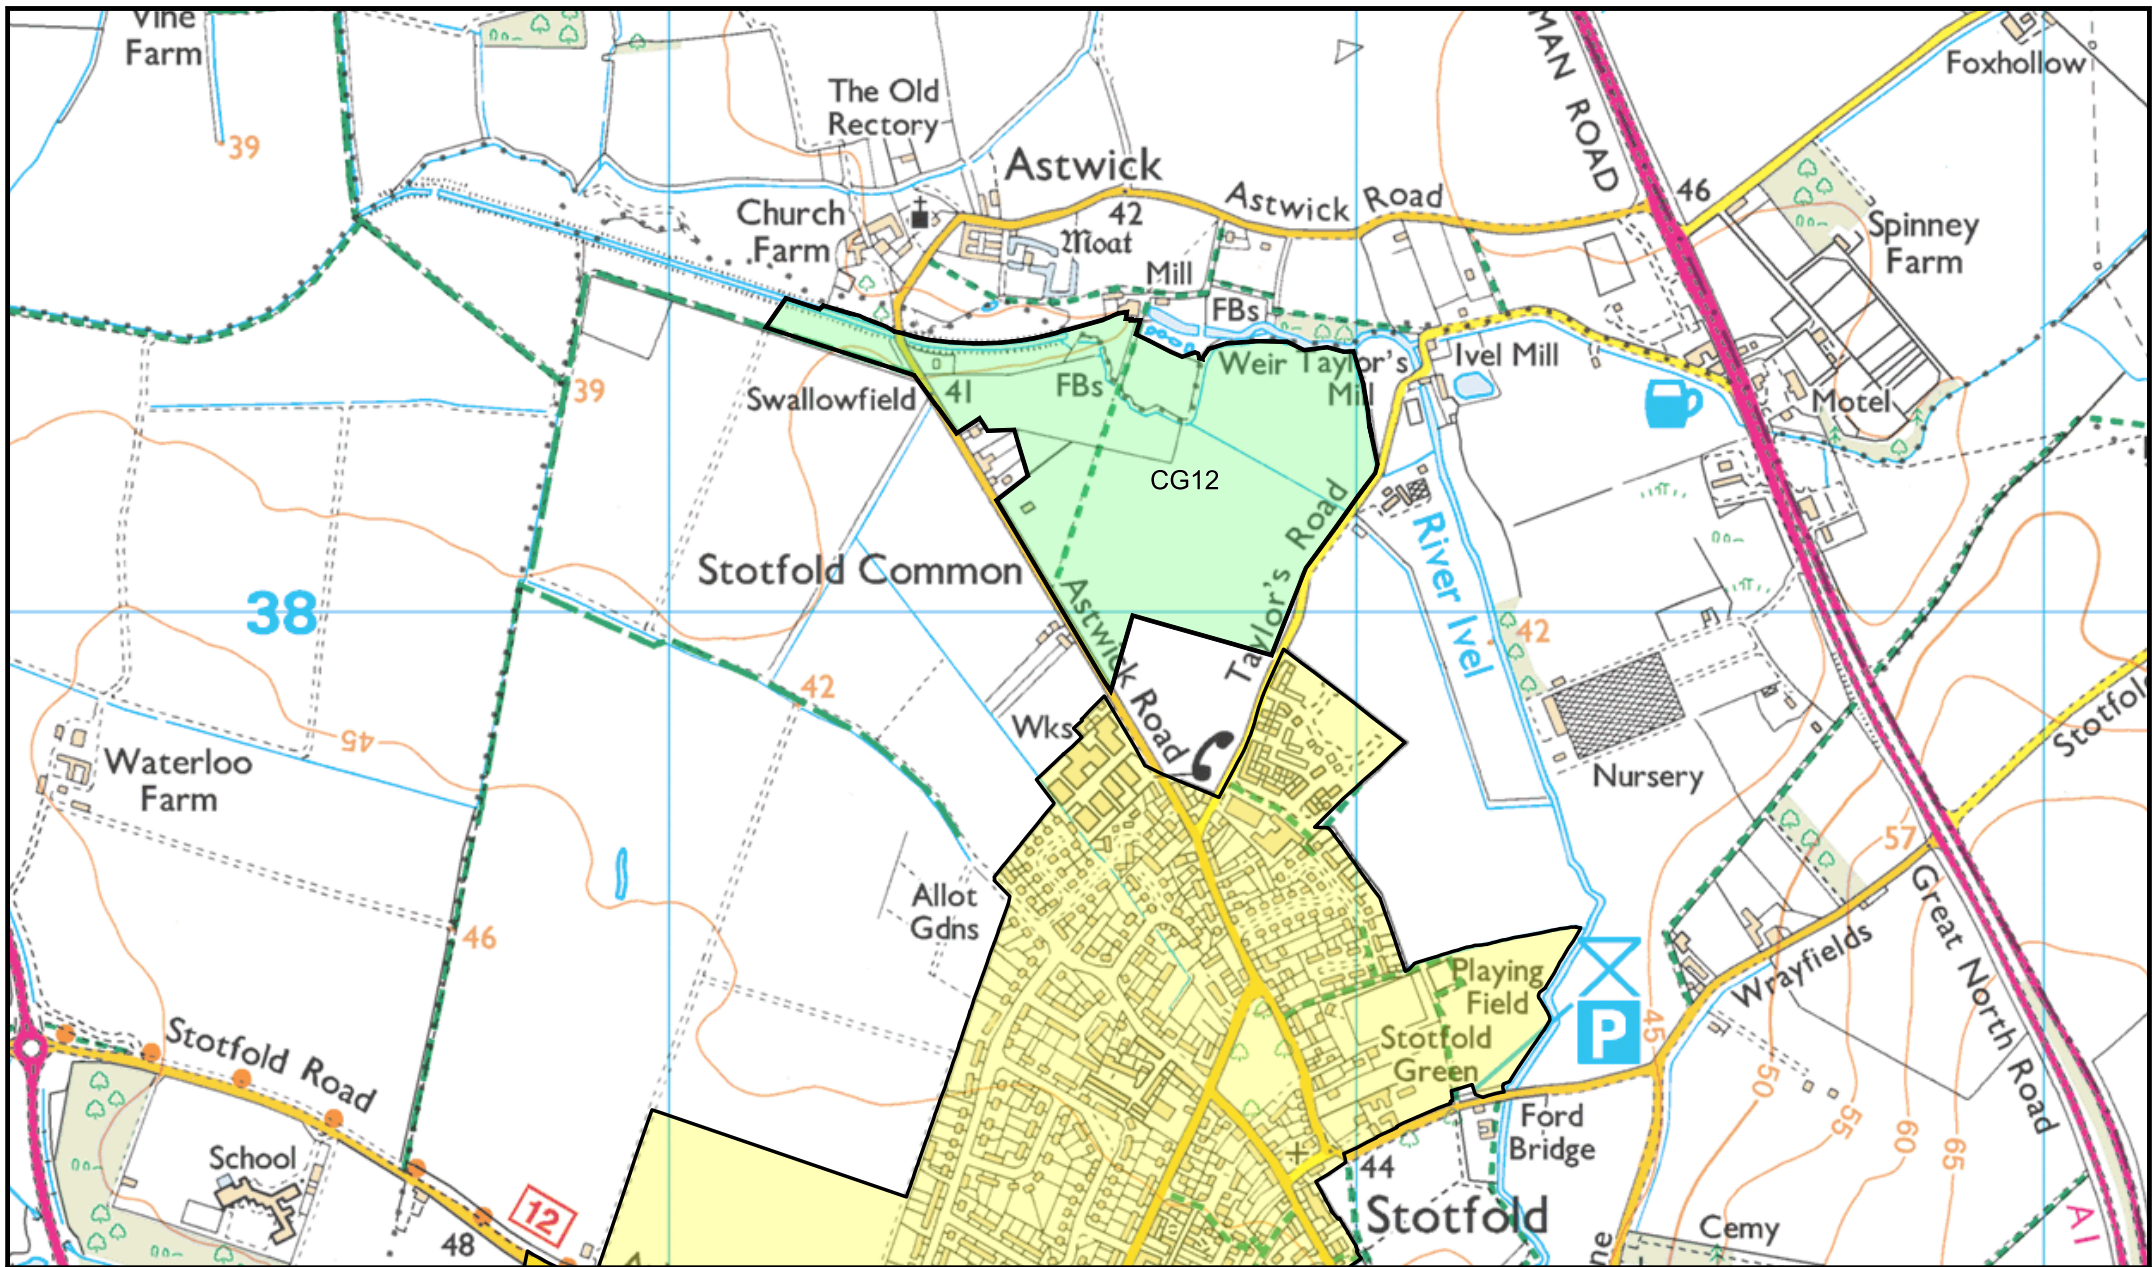 Vine
Farm
39
The Old
Rectory
Astwick
Church
Farm
42
Moat
Astwick Road
Mill
FBs
MAN ROAD
46
Foxhollow
Spinney
Farm
Swallowfield
41
FBs
Weir
Taylor's
Mill
Ivel Mill
Motel
39
CG12
Stotfold Common
38
Astwick Road
Taylor's Road
River Ivel
42
42
45
Waterloo
Farm
Wks
Nursery
Stotfold
57
Allot
Gdns
46
Great North Road
Wrayfields
Playing
Field
Stotfold
Green
P
45
Stotfold Road
50
55
60
65
School
12
48
Ford
Bridge
44
Stotfold
Cemy
A1
ne